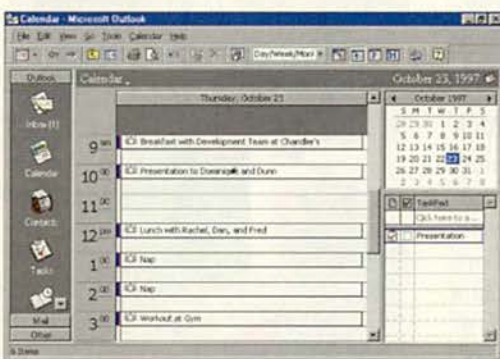 Calendar - Microsoft Outlook
File Edit View Go Tools Calendar Help
Day/Week/Mont
Outlook
Calendar
October 23, 1997
Inbox (1)
Calendar
Contacts
Tasks
Mail
Other
Thursday, October 23
9 am
Breakfast with Development Team at Chandler's
10 00
Presentation to and Dunn
11 00
12 pm
Lunch with Rachel, Dan, and Fred
1 00
Nap
2 00
Nap
3 00
Workout at Gym
October 1997
S M T W T F S
28 29 30 1 2 3 4
5 6 7 8 9 10 11
12 13 14 15 16 17 18
19 20 21 22 23 24 25
26 27 28 29 30 31 1
2 3 4 5 6 7 8
TaskPad
Click here to a...
Presentation
6 Items